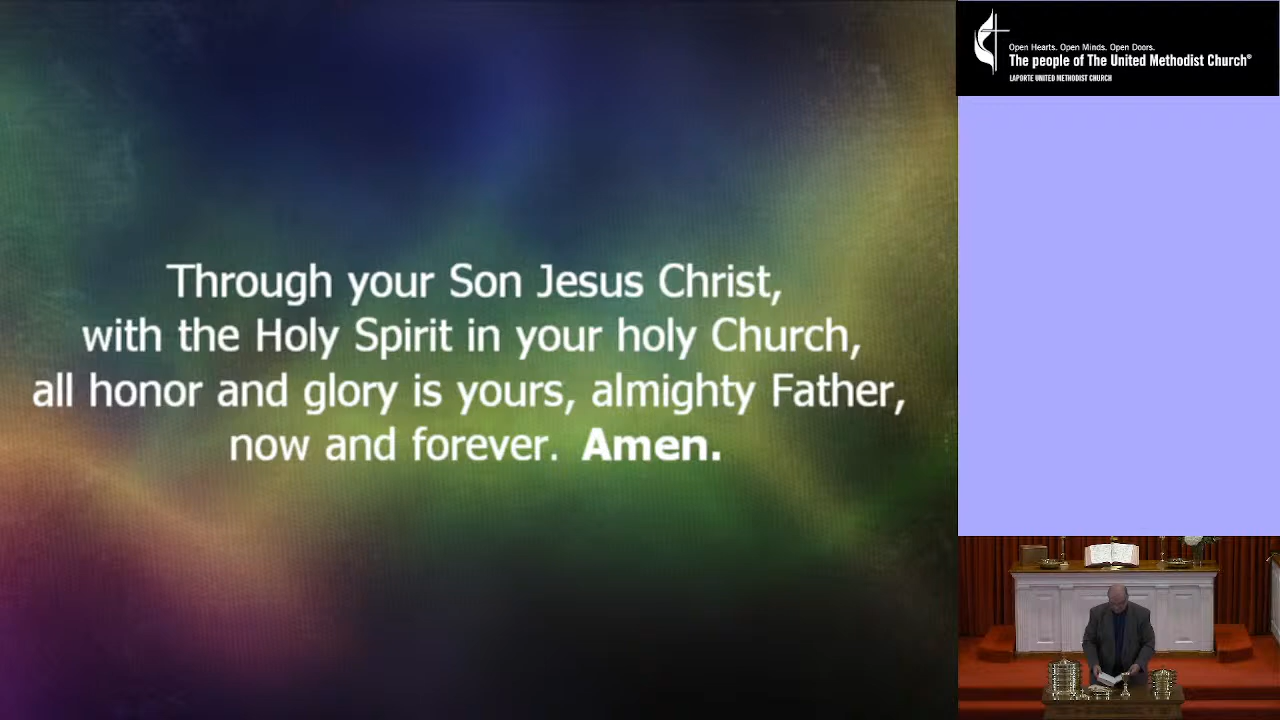 Through your Son Jesus Christ,
with the Holy Spirit in your holy Church,
all honor and glory is yours, almighty Father,
now and forever. Amen.
Open Hearts. Open Minds. Open Doors.
The people of The United Methodist Church®
LAPORTE UNITED METHODIST CHURCH